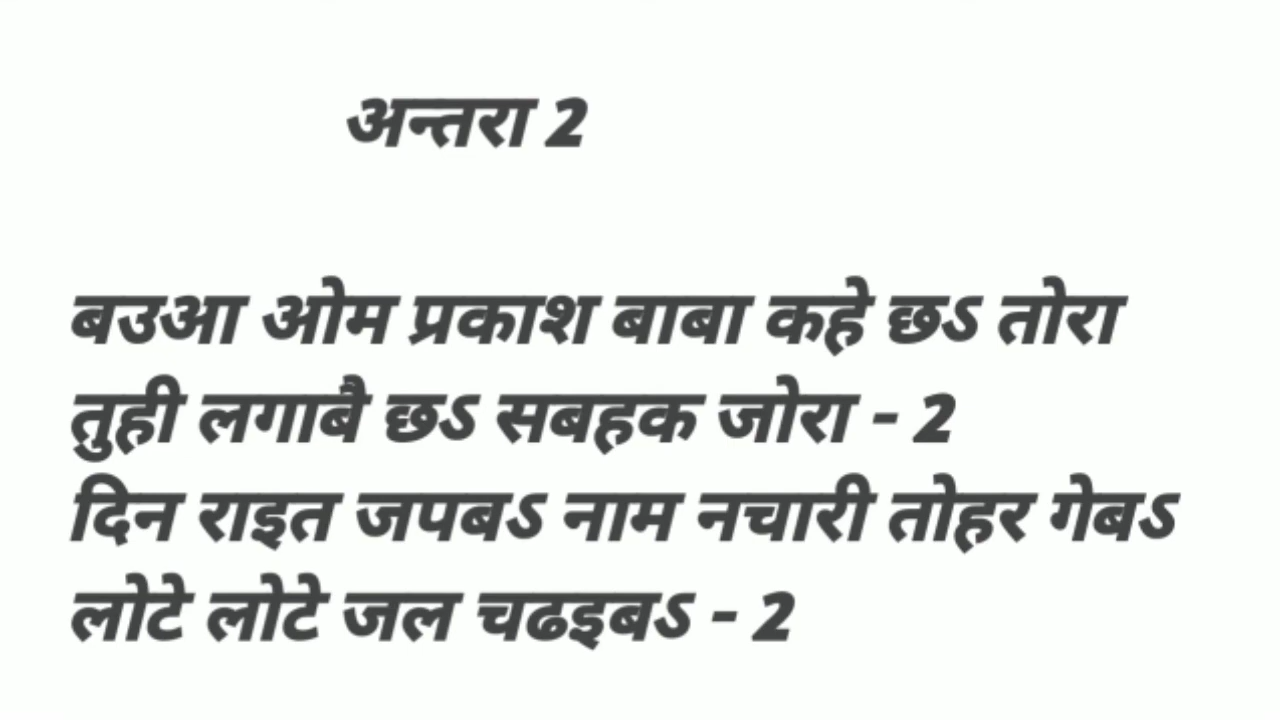 अन्तरा 2
बउआ ओम प्रकाश बाबा कहे छऽ तोरा
तुही लगाबै छऽ सबहक जोरा - 2
दिन राइत जपबऽ नाम नचारी तोहर गेबऽ
लोटे लोटे जल चढइबऽ - 2